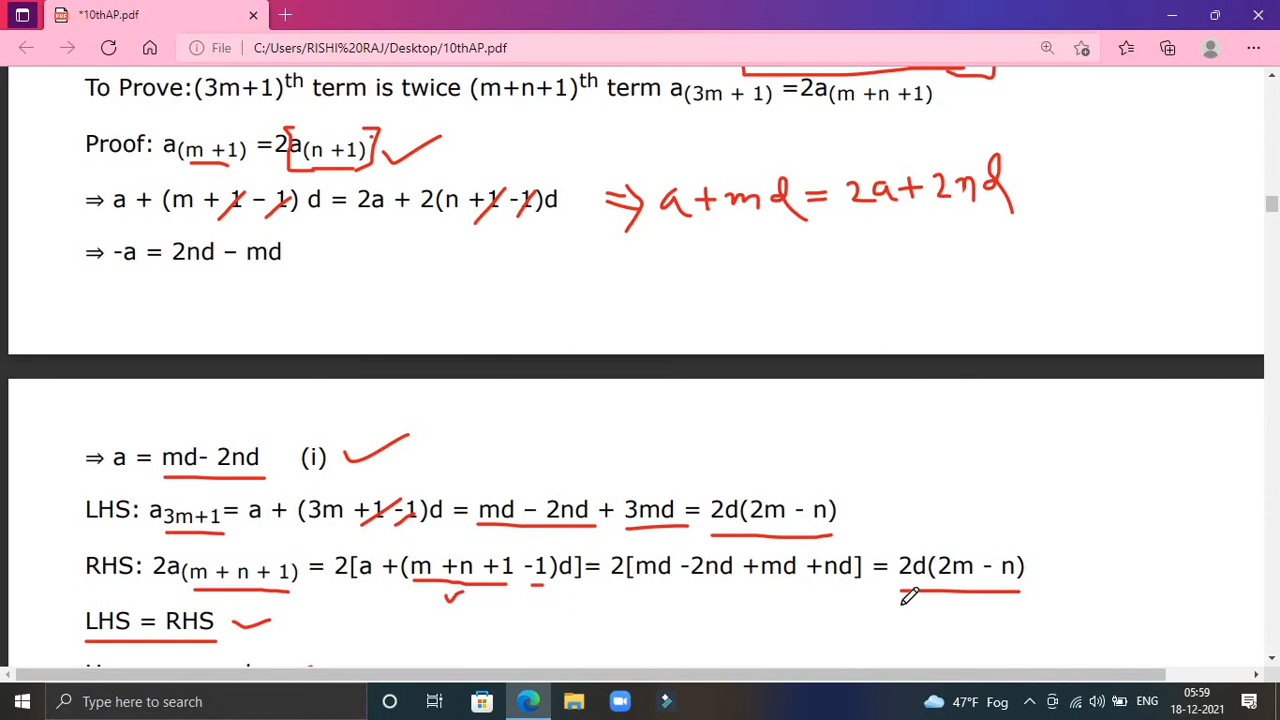 *10thAP.pdf
File C:/Users/RISHI%20RAJ/Desktop/10thAP.pdf
To Prove:(3m+1)th term is twice (m+n+1)th term a(3m + 1) =2a(m +n +1)
Proof: a(m +1) =2a(n +1)
⇒ a + (m + 1 – 1) d = 2a + 2(n +1 -1)d ⇒ a + md = 2a + 2nd
⇒ -a = 2nd – md
⇒ a = md- 2nd (i)
LHS: a3m+1= a + (3m +1 -1)d = md – 2nd + 3md = 2d(2m - n)
RHS: 2a(m + n + 1) = 2[a +(m +n +1 -1)d]= 2[md -2nd +md +nd] = 2d(2m - n)
LHS = RHS
Type here to search
47°F Fog
ENG
05:59
18-12-2021